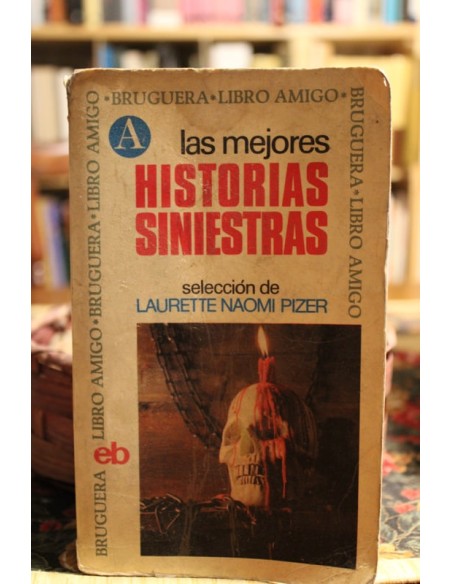 BRUGUERA • LIBRO AMIGO •
BRUGUERA • LIBRO AMIGO
BRUGUERA • LIBRO AMIGO • BRUGUERA • LIBRO AMIGO •
A
las mejores
HISTORIAS
SINIESTRAS
selección de
LAURETTE NAOMI PIZER
eb